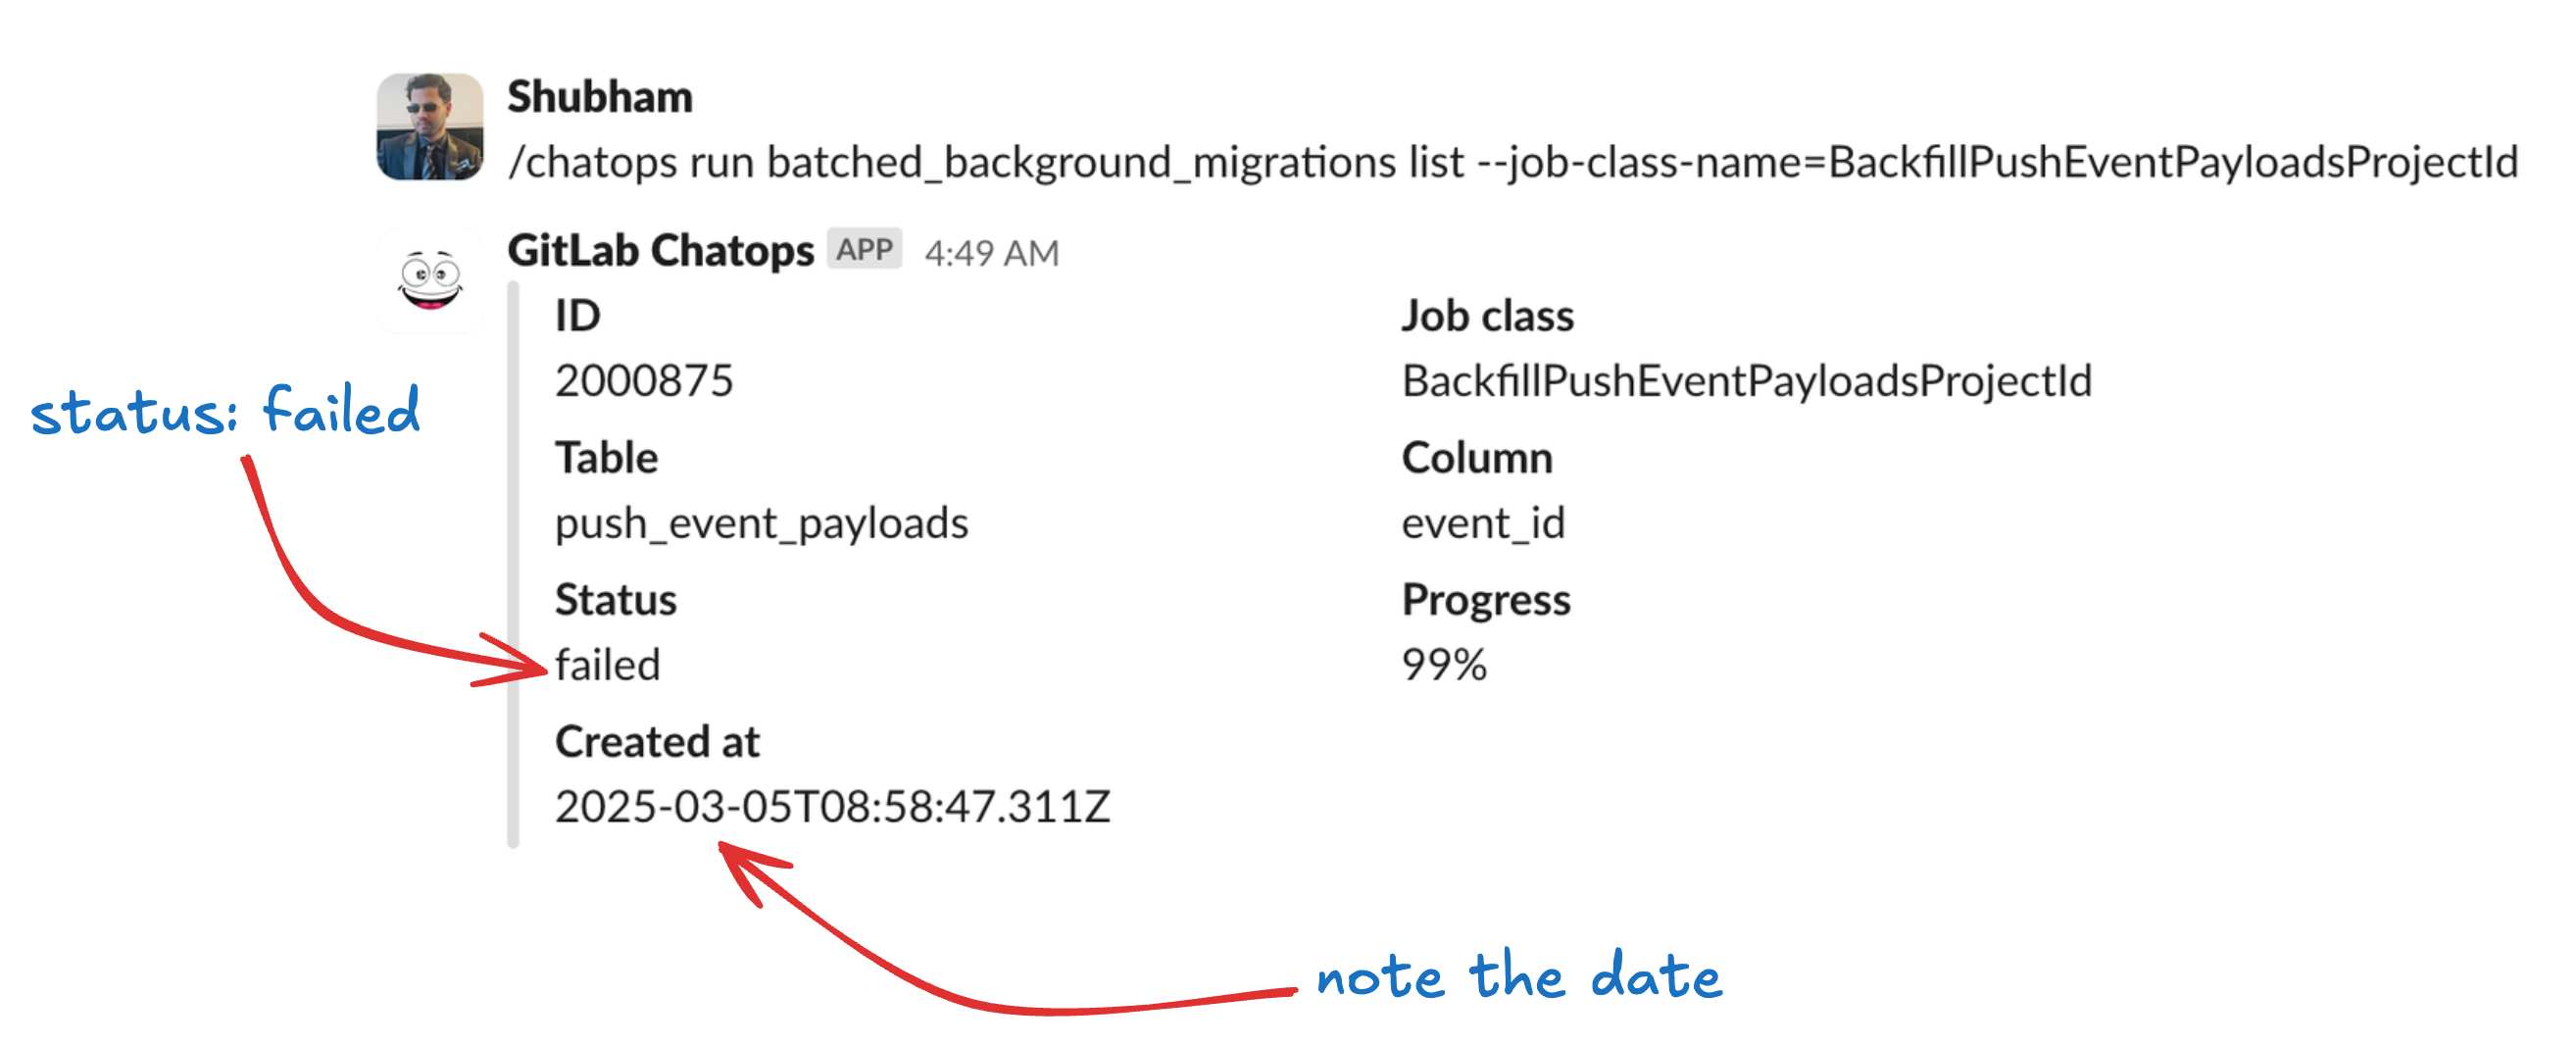 Shubham
/chatops run batched_background_migrations list --job-class-name=BackfillPushEventPayloadsProjectId
GitLab Chatops APP 4:49 AM
ID Job class
2000875 BackfillPushEventPayloadsProjectId
status: failed
Table Column
push_event_payloads event_id
Status Progress
failed 99%
Created at
2025-03-05T08:58:47.311Z
note the date